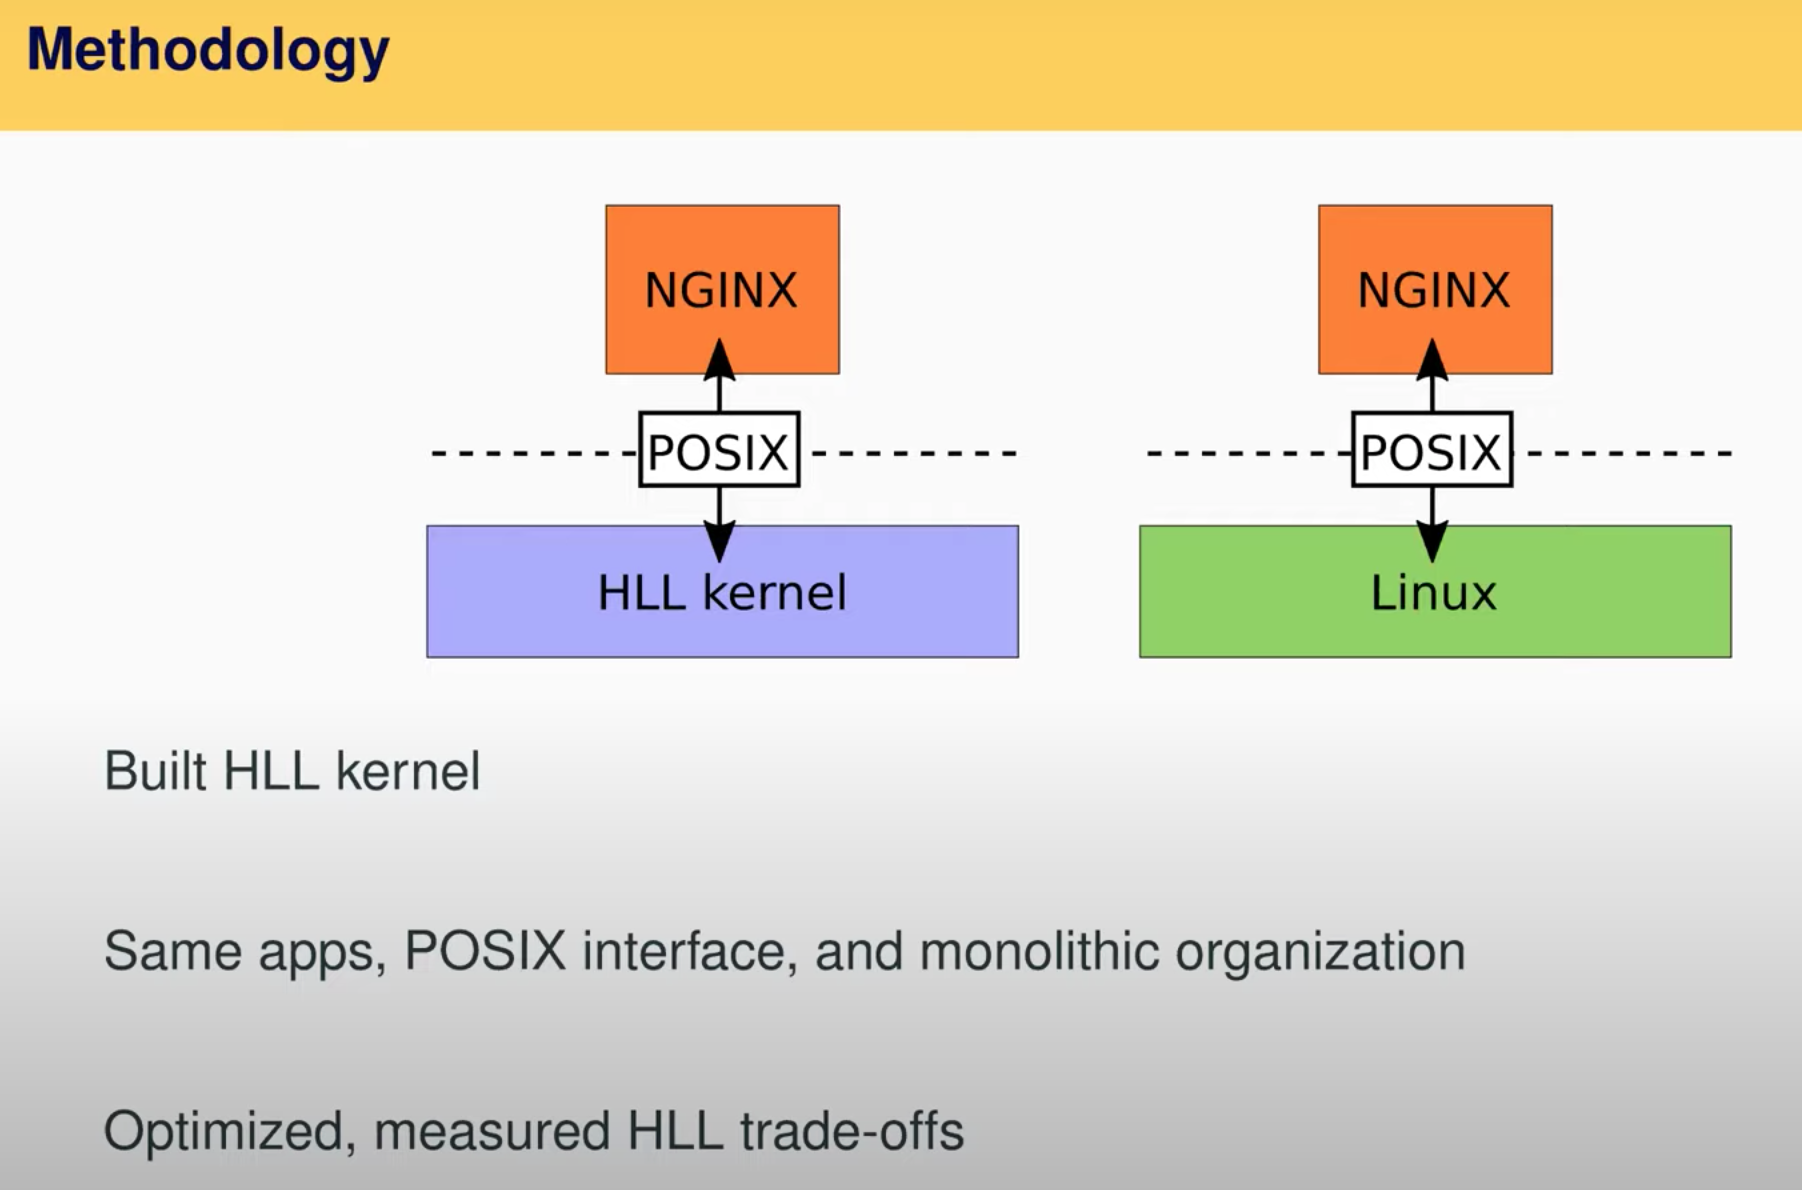 Methodology
NGINX
NGINX
POSIX
POSIX
HLL kernel
Linux
Built HLL kernel
Same apps, POSIX interface, and monolithic organization
Optimized, measured HLL trade-offs